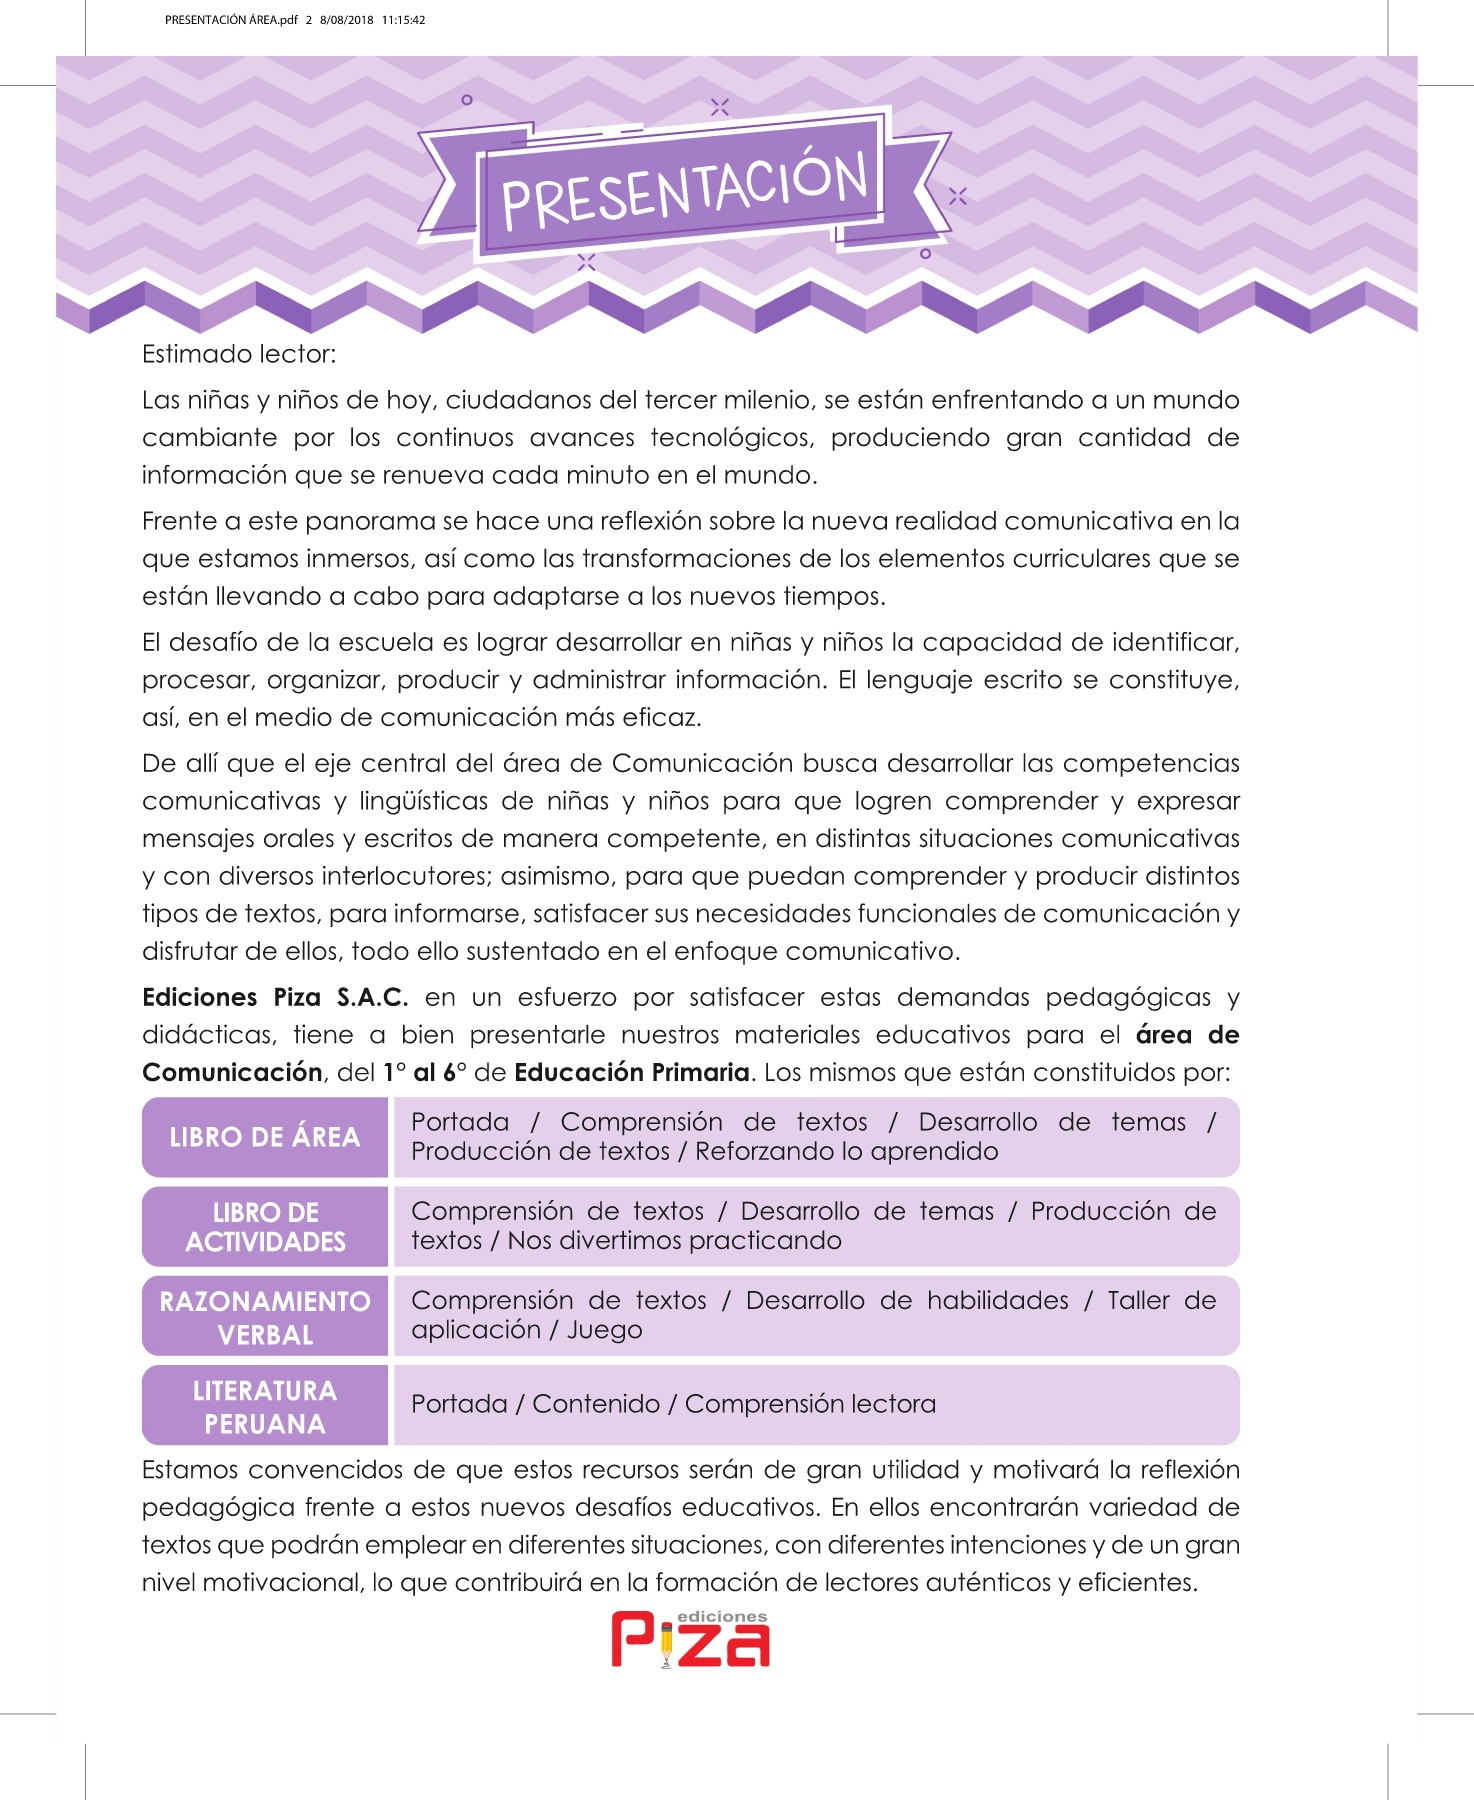 PRESENTACIÓN ÁREA.pdf 2 8/08/2018 11:15:42
PRESENTACIÓN
Estimado lector:
Las niñas y niños de hoy, ciudadanos del tercer milenio, se están enfrentando a un mundo
cambiante por los continuos avances tecnológicos, produciendo gran cantidad de
información que se renueva cada minuto en el mundo.
Frente a este panorama se hace una reflexión sobre la nueva realidad comunicativa en la
que estamos inmersos, así como las transformaciones de los elementos curriculares que se
están llevando a cabo para adaptarse a los nuevos tiempos.
El desafío de la escuela es lograr desarrollar en niñas y niños la capacidad de identificar,
procesar, organizar, producir y administrar información. El lenguaje escrito se constituye,
así, en el medio de comunicación más eficaz.
De allí que el eje central del área de Comunicación busca desarrollar las competencias
comunicativas y lingüísticas de niñas y niños para que logren comprender y expresar
mensajes orales y escritos de manera competente, en distintas situaciones comunicativas
y con diversos interlocutores; asimismo, para que puedan comprender y producir distintos
tipos de textos, para informarse, satisfacer sus necesidades funcionales de comunicación y
disfrutar de ellos, todo ello sustentado en el enfoque comunicativo.
Ediciones Piza S.A.C. en un esfuerzo por satisfacer estas demandas pedagógicas y
didácticas, tiene a bien presentarle nuestros materiales educativos para el área de
Comunicación, del 1° al 6° de Educación Primaria. Los mismos que están constituidos por:
LIBRO DE ÁREA
Portada / Comprensión de textos / Desarrollo de temas /
Producción de textos / Reforzando lo aprendido
LIBRO DE
ACTIVIDADES
Comprensión de textos / Desarrollo de temas / Producción de
textos / Nos divertimos practicando
RAZONAMIENTO
VERBAL
Comprensión de textos / Desarrollo de habilidades / Taller de
aplicación / Juego
LITERATURA
PERUANA
Portada / Contenido / Comprensión lectora
Estamos convencidos de que estos recursos serán de gran utilidad y motivará la reflexión
pedagógica frente a estos nuevos desafíos educativos. En ellos encontrarán variedad de
textos que podrán emplear en diferentes situaciones, con diferentes intenciones y de un gran
nivel motivacional, lo que contribuirá en la formación de lectores auténticos y eficientes.
ediciones
Piza